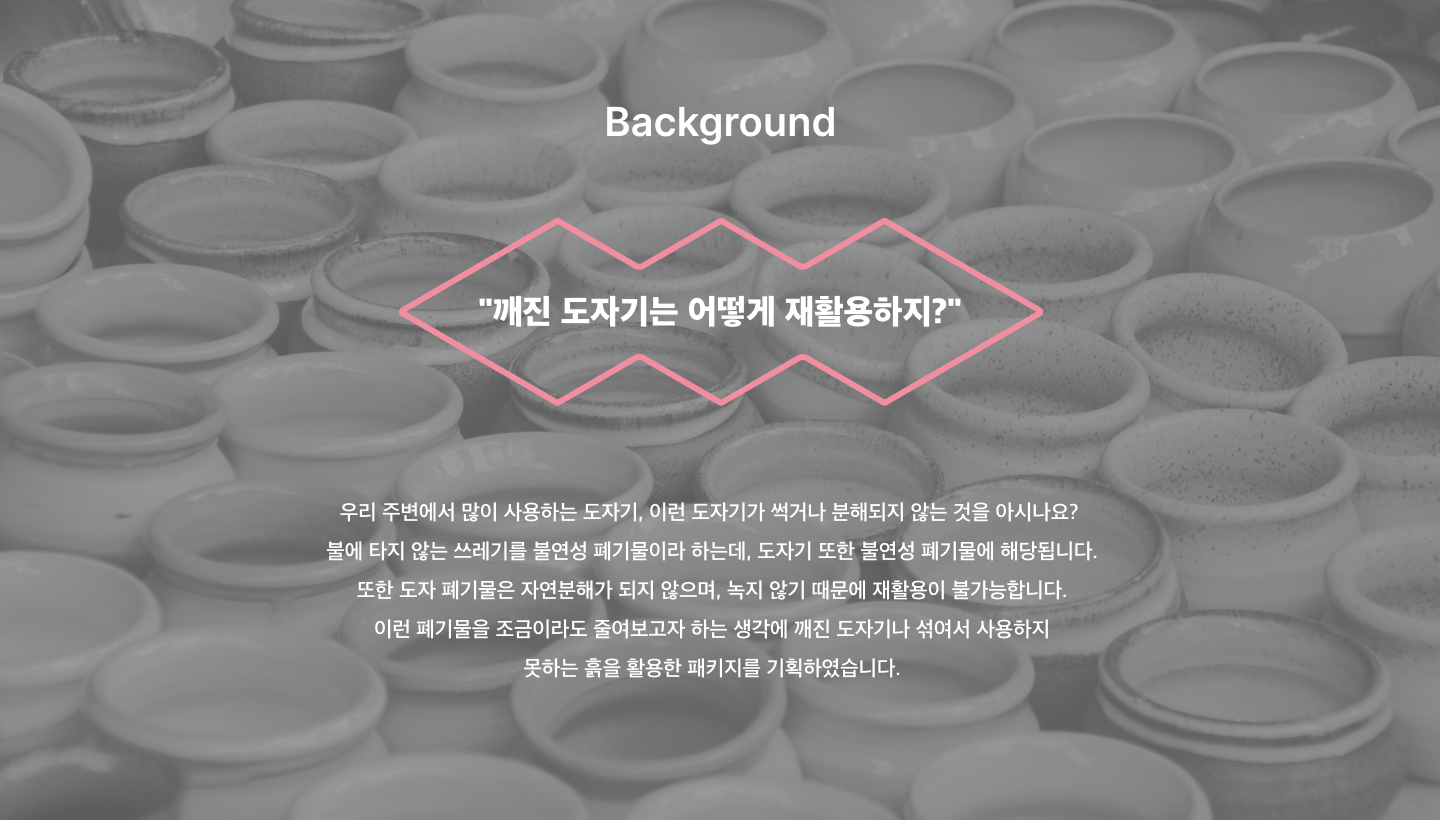 Background
"깨진 도자기는 어떻게 재활용하지?"
우리 주변에서 많이 사용하는 도자기, 이런 도자기가 썩거나 분해되지 않는 것을 아시나요?
불에 타지 않는 쓰레기를 불연성 폐기물이라 하는데, 도자기 또한 불연성 폐기물에 해당됩니다.
또한 도자 폐기물은 자연분해가 되지 않으며, 녹지 않기 때문에 재활용이 불가능합니다.
이런 폐기물을 조금이라도 줄여보고자 하는 생각에 깨진 도자기나 섞여서 사용하지
못하는 흙을 활용한 패키지를 기획하였습니다.